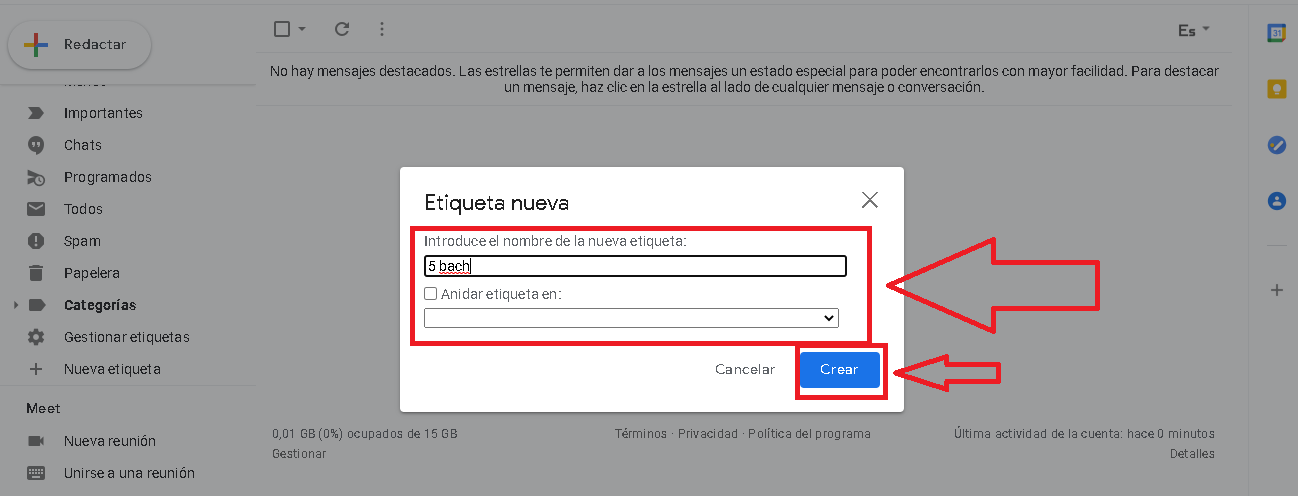 Redactar
Es
No hay mensajes destacados. Las estrellas te permiten dar a los mensajes un estado especial para poder encontrarlos con mayor facilidad. Para destacar
un mensaje, haz clic en la estrella al lado de cualquier mensaje o conversación.
31
Importantes
Chats
Programados
Todos
Spam
Papelera
Categorías
Gestionar etiquetas
Nueva etiqueta
Meet
Nueva reunión
Unirse a una reunión
Etiqueta nueva
Introduce el nombre de la nueva etiqueta:
5 bach
Anidar etiqueta en:
Cancelar
Crear
0,01 GB (0%) ocupados de 15 GB
Gestionar
Términos · Privacidad · Política del programa
Última actividad de la cuenta: hace 0 minutos
Detalles